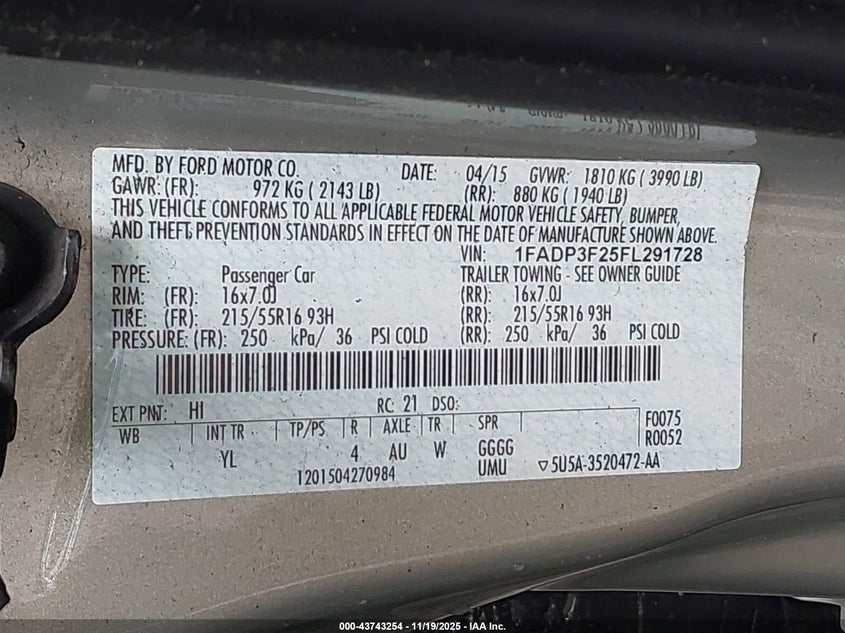 MFD. BY FORD MOTOR CO. DATE: 04/15 GVWR: 1810 KG ( 3990 LB)
GAWR: (FR): 972 KG ( 2143 LB) (RR): 880 KG ( 1940 LB)
THIS VEHICLE CONFORMS TO ALL APPLICABLE FEDERAL MOTOR VEHICLE SAFETY, BUMPER,
AND THEFT PREVENTION STANDARDS IN EFFECT ON THE DATE OF MANUFACTURE SHOWN ABOVE.
VIN: 1FADP3F25FL291728
TYPE: Passenger Car TRAILER TOWING - SEE OWNER GUIDE
RIM: (FR): 16x7.0J (RR): 16x7.0J
TIRE: (FR): 215/55R16 93H (RR): 215/55R16 93H
PRESSURE: (FR): 250 kPa/ 36 PSI COLD (RR): 250 kPa/ 36 PSI COLD
EXT PNT: H1 RC: 21 DSO:
WB INT TR TP/PS R AXLE TR SPR F0075
YL 4 AU W GGGG R0052
1201504270984 UMU ▽5U5A-3520472-AA
000-43743254 - 11/19/2025 - IAA Inc.